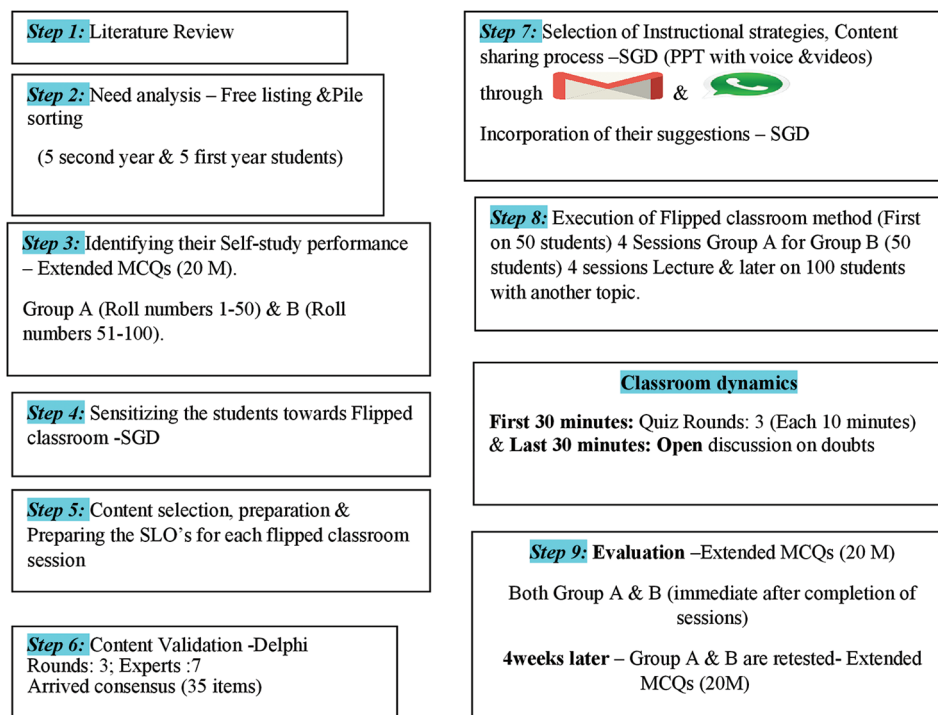 Step 1: Literature Review
Step 2: Need analysis – Free listing &Pile
sorting
(5 second year & 5 first year students)
Step 3: Identifying their Self-study performance
– Extended MCQs (20 M).
Group A (Roll numbers 1-50) & B (Roll
numbers 51-100).
Step 4: Sensitizing the students towards Flipped
classroom -SGD
Step 5: Content selection, preparation &
Preparing the SLO’s for each flipped classroom
session
Step 6: Content Validation -Delphi
Rounds: 3; Experts :7
Arrived consensus (35 items)
Step 7: Selection of Instructional strategies, Content
sharing process –SGD (PPT with voice &videos)
through &
Incorporation of their suggestions – SGD
Step 8: Execution of Flipped classroom method (First
on 50 students) 4 Sessions Group A for Group B (50
students) 4 sessions Lecture & later on 100 students
with another topic.
Classroom dynamics
First 30 minutes: Quiz Rounds: 3 (Each 10 minutes)
& Last 30 minutes: Open discussion on doubts
Step 9: Evaluation –Extended MCQs (20 M)
Both Group A & B (immediate after completion of
sessions)
4weeks later – Group A & B are retested- Extended
MCQs (20M)